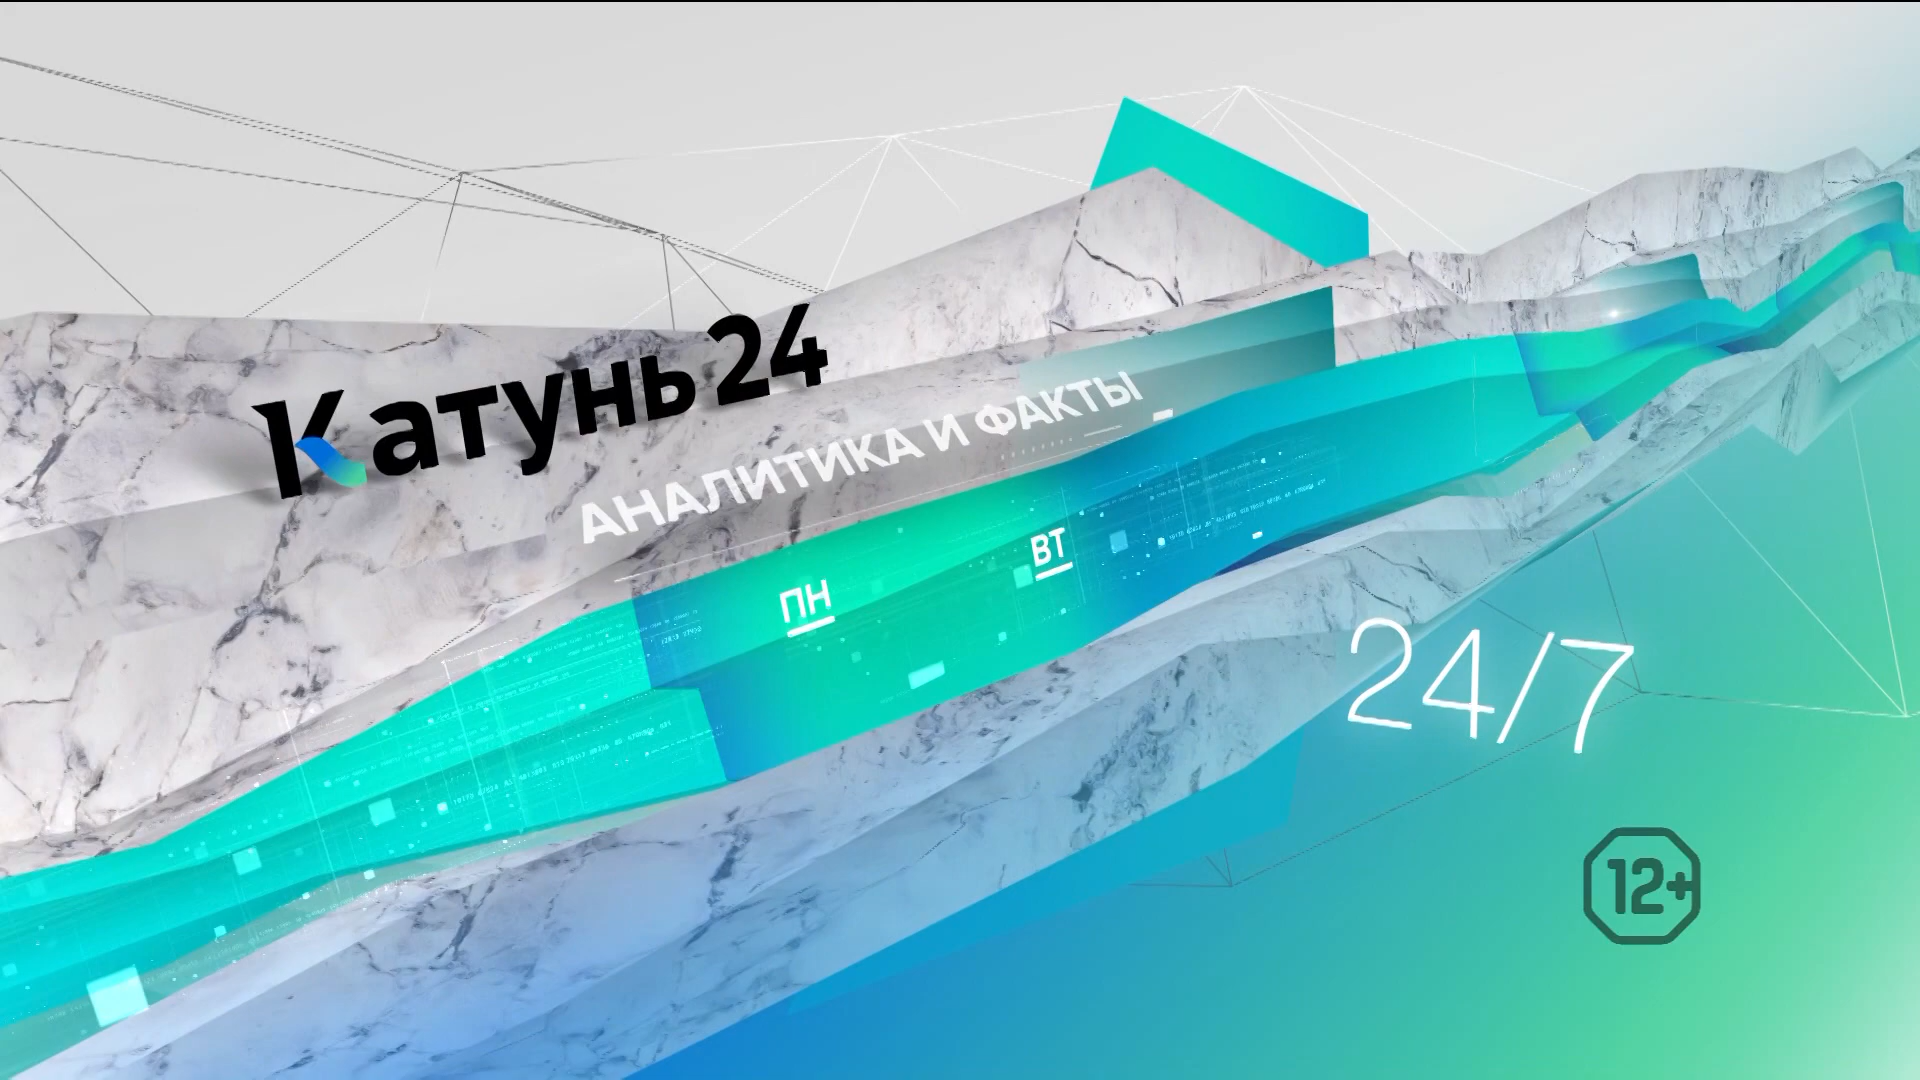 Катунь 24
АНАЛИТИКА И ФАКТЫ
ПН
ВТ
24/7
12+